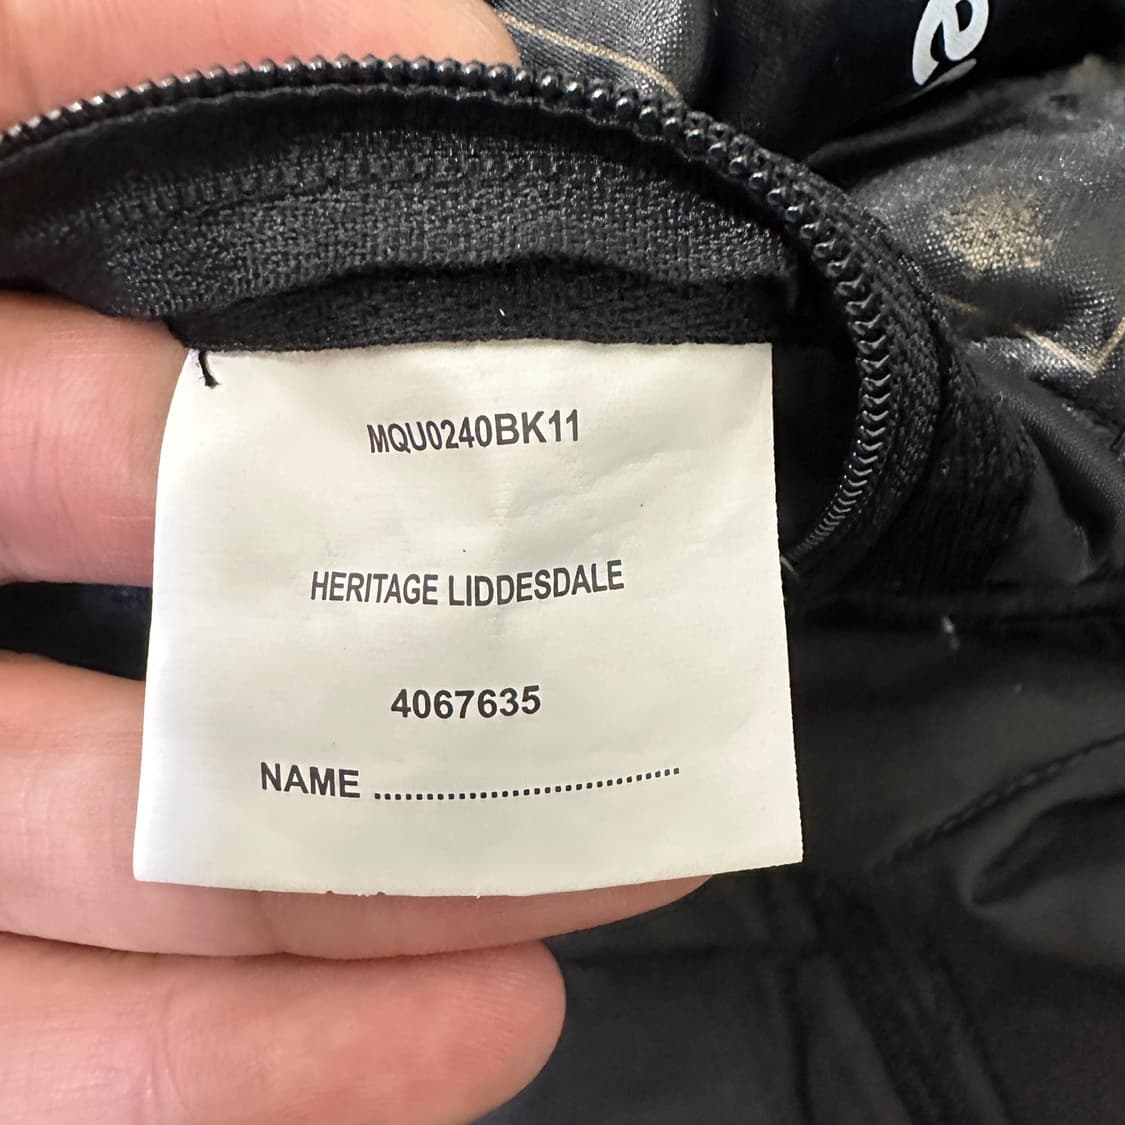 MQU0240BK11
HERITAGE LIDDESDALE
4067635
NAME ................................